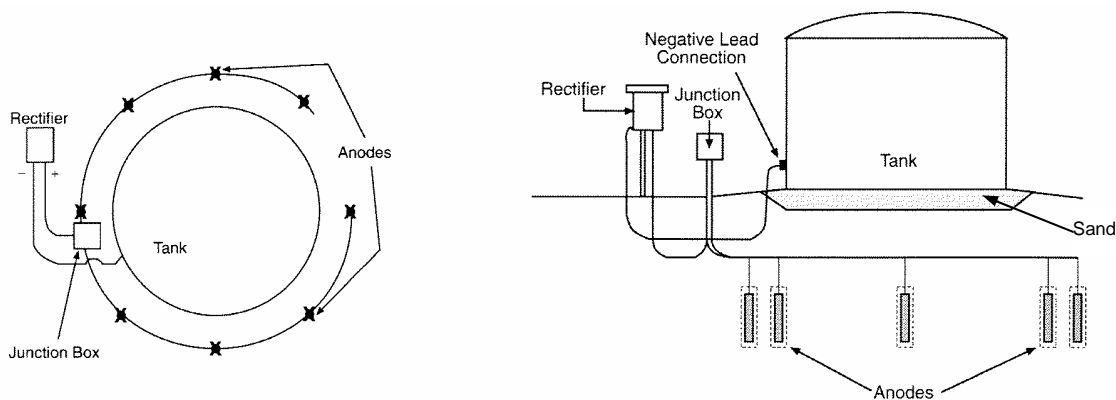 Rectifier
− +
Anodes
Tank
Junction Box
Negative Lead
Connection
Rectifier
Junction
Box
Tank
Sand
Anodes